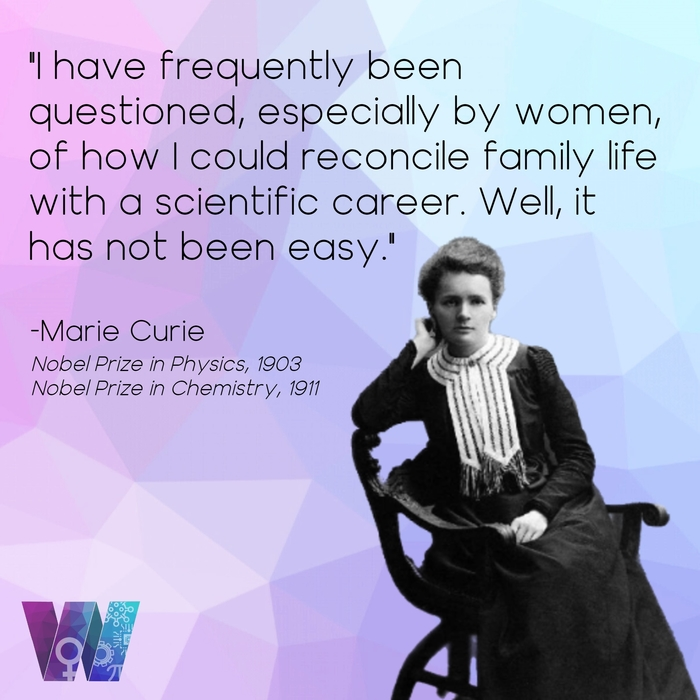 "I have frequently been
questioned, especially by women,
of how I could reconcile family life
with a scientific career. Well, it
has not been easy."
-Marie Curie
Nobel Prize in Physics, 1903
Nobel Prize in Chemistry, 1911
W